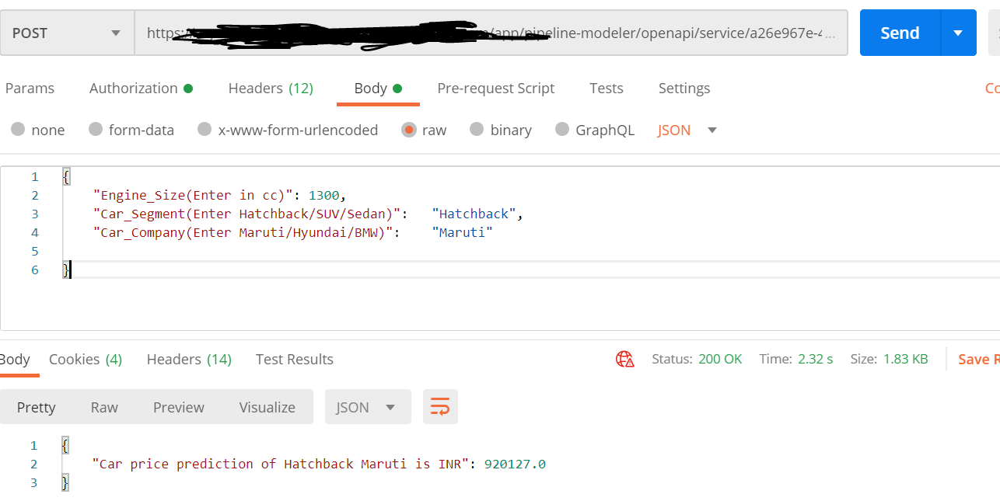 POST https: /app/pipeline-modeler/openapi/service/a26e967e-4... Send
Params Authorization Headers (12) Body Pre-request Script Tests Settings Co
none form-data x-www-form-urlencoded raw binary GraphQL JSON
1 {
2 "Engine_Size(Enter in cc)": 1300,
3 "Car_Segment(Enter Hatchback/SUV/Sedan)": "Hatchback",
4 "Car_Company(Enter Maruti/Hyundai/BMW)": "Maruti"
5
6 }
Body Cookies (4) Headers (14) Test Results Status: 200 OK Time: 2.32 s Size: 1.83 KB Save R
Pretty Raw Preview Visualize JSON
1 {
2 "Car price prediction of Hatchback Maruti is INR": 920127.0
3 }